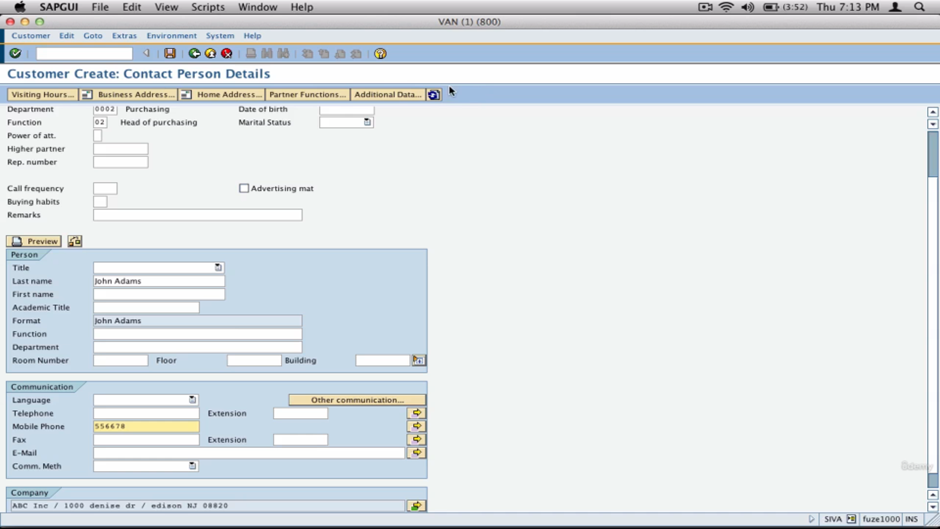 SAPGUI File Edit View Scripts Window Help (3:52) Thu 7:13 PM
VAN (1) (800)
Customer Edit Goto Extras Environment System Help
Customer Create: Contact Person Details
Visiting Hours... Business Address... Home Address... Partner Functions... Additional Data...
Department 0002 Purchasing Date of birth
Function 02 Head of purchasing Marital Status
Power of att.
Higher partner
Rep. number
Call frequency Advertising mat
Buying habits
Remarks
Preview
Person
Title
Last name John Adams
First name
Academic Title
Format John Adams
Function
Department
Room Number Floor Building
Communication
Language Other communication...
Telephone Extension
Mobile Phone 556678
Fax Extension
E-Mail
Comm. Meth
Udemy
Company
ABC Inc / 1000 denise dr / edison NJ 08820
SIVA fuze1000 INS